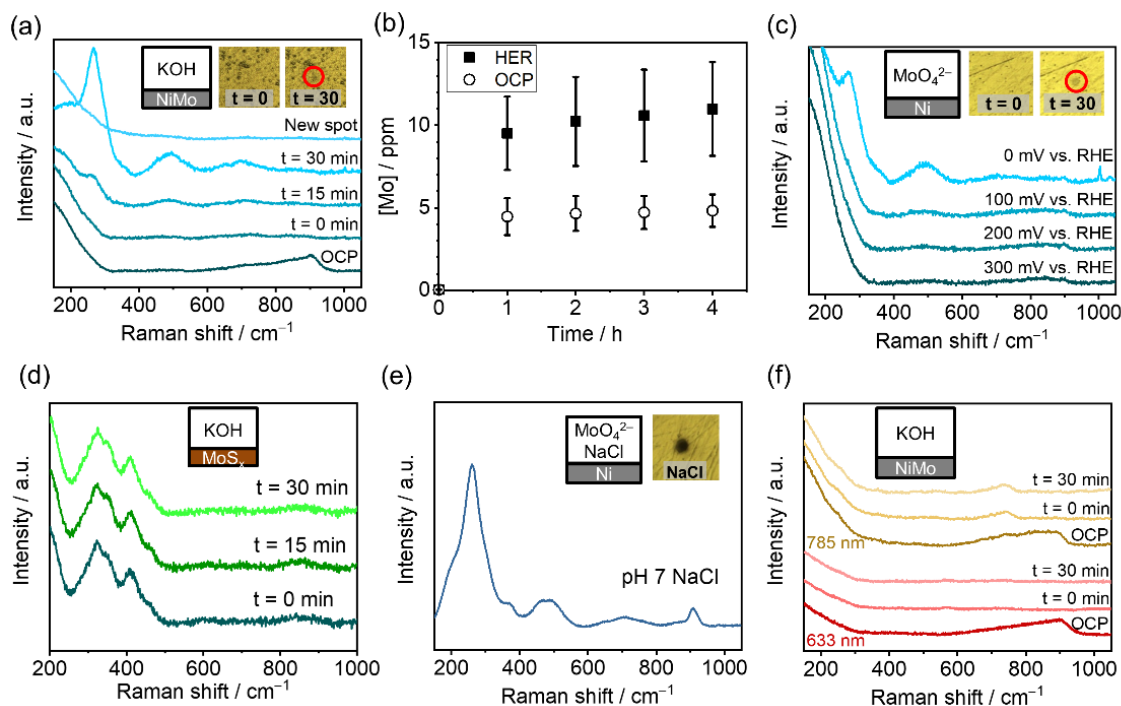 (a)
Intensity / a.u.
KOH
NiMo
t = 0
t = 30
New spot
t = 30 min
t = 15 min
t = 0 min
OCP
200 400 600 800 1000
Raman shift / cm⁻¹
(b)
[Mo] / ppm
15
10
5
0
HER
OCP
0 1 2 3 4
Time / h
(c)
Intensity / a.u.
MoO₄²⁻
Ni
t = 0
t = 30
0 mV vs. RHE
100 mV vs. RHE
200 mV vs. RHE
300 mV vs. RHE
200 400 600 800 1000
Raman shift / cm⁻¹
(d)
Intensity / a.u.
KOH
MoSₓ
t = 30 min
t = 15 min
t = 0 min
200 400 600 800 1000
Raman shift / cm⁻¹
(e)
Intensity / a.u.
MoO₄²⁻
NaCl
Ni
NaCl
pH 7 NaCl
200 400 600 800 1000
Raman shift / cm⁻¹
(f)
Intensity / a.u.
KOH
NiMo
t = 30 min
t = 0 min
OCP
785 nm
t = 30 min
t = 0 min
OCP
633 nm
200 400 600 800 1000
Raman shift / cm⁻¹